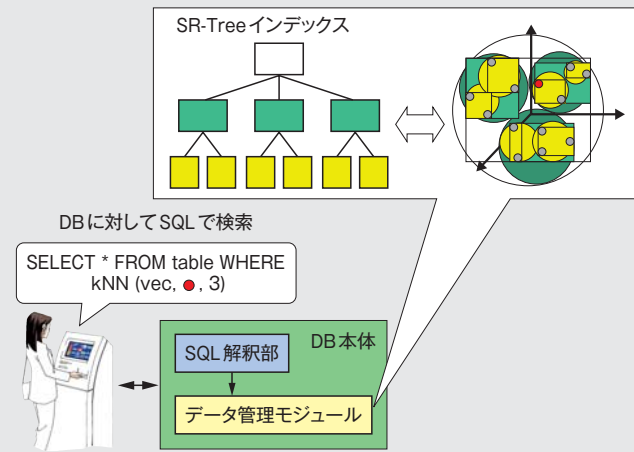 SR-Treeインデックス
DBに対してSQLで検索
SELECT * FROM table WHERE
kNN (vec, ●, 3)
DB本体
SQL解釈部
データ管理モジュール